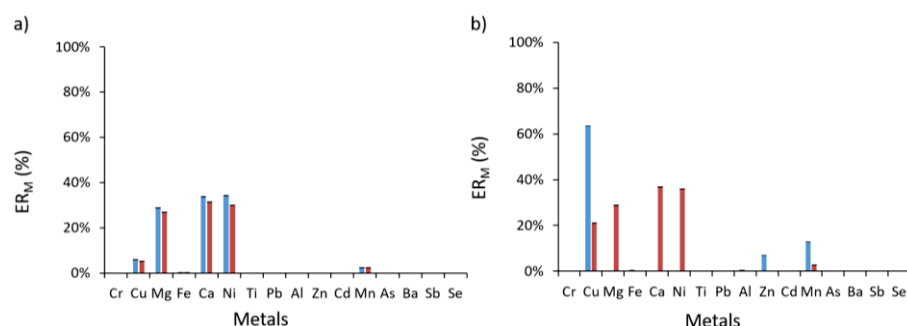 a)
100%
80%
60%
40%
20%
0%
ER_M (%)
Cr Cu Mg Fe Ca Ni Ti Pb Al Zn Cd Mn As Ba Sb Se
Metals
b)
100%
80%
60%
40%
20%
0%
ER_M (%)
Cr Cu Mg Fe Ca Ni Ti Pb Al Zn Cd Mn As Ba Sb Se
Metals